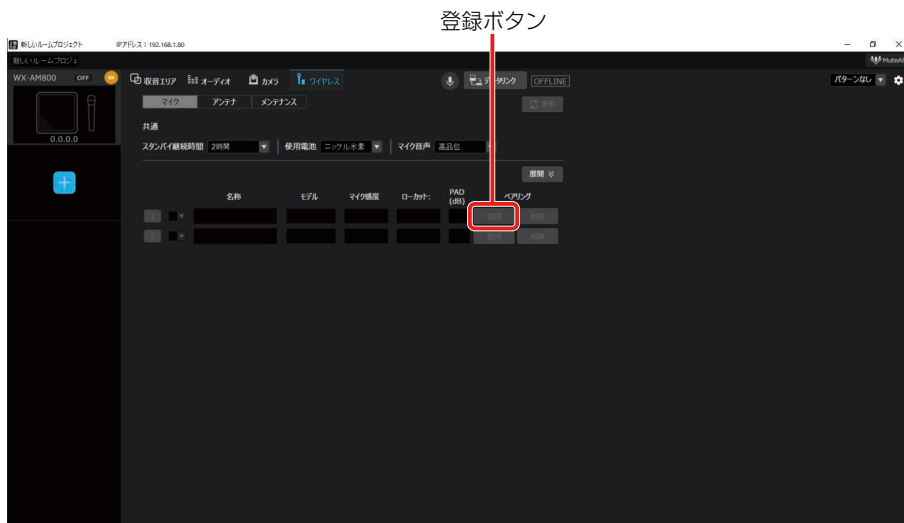 登録ボタン
新しいルームプロジェクト IPアドレス：192.168.1.80
新しいルームプロジェ MuteAl
WX-AM800 OFF 収音エリア オーディオ カメラ ワイヤレス データリンク OFFLINE パターンなし
マイク アンテナ メンテナンス 更新
0.0.0.0
共通
スタンバイ継続時間 2時間 使用電池 ニッケル水素 マイク音声 高品位
展開
名称 モデル マイク感度 ローカット: PAD (dB) ペアリング
1 登録 削除
2 登録 削除